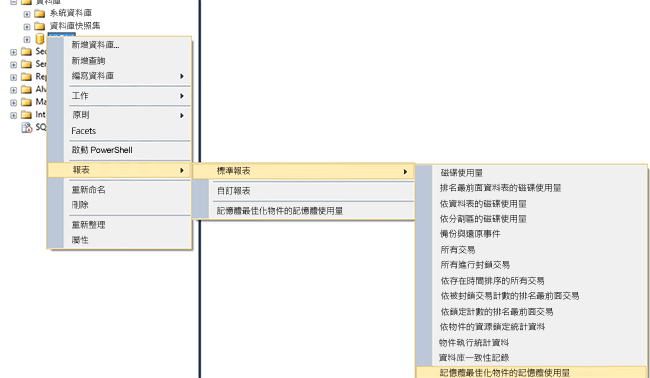 資料庫
系統資料庫
資料庫快照集
Sec
Ser
Rep
Alw
Ma
Int
SQ
新增資料庫...
新增查詢
編寫資料庫
工作
原則
Facets
啟動 PowerShell
報表
重新命名
刪除
重新整理
屬性
標準報表
自訂報表
記憶體最佳化物件的記憶體使用量
磁碟使用量
排名最前面資料表的磁碟使用量
依資料表的磁碟使用量
依分割區的磁碟使用量
備份與還原事件
所有交易
所有進行封鎖交易
依存在時間排序的所有交易
依被封鎖交易計數的排名最前面交易
依鎖定計數的排名最前面交易
依物件的資源鎖定統計資料
物件執行統計資料
資料庫一致性記錄
記憶體最佳化物件的記憶體使用量